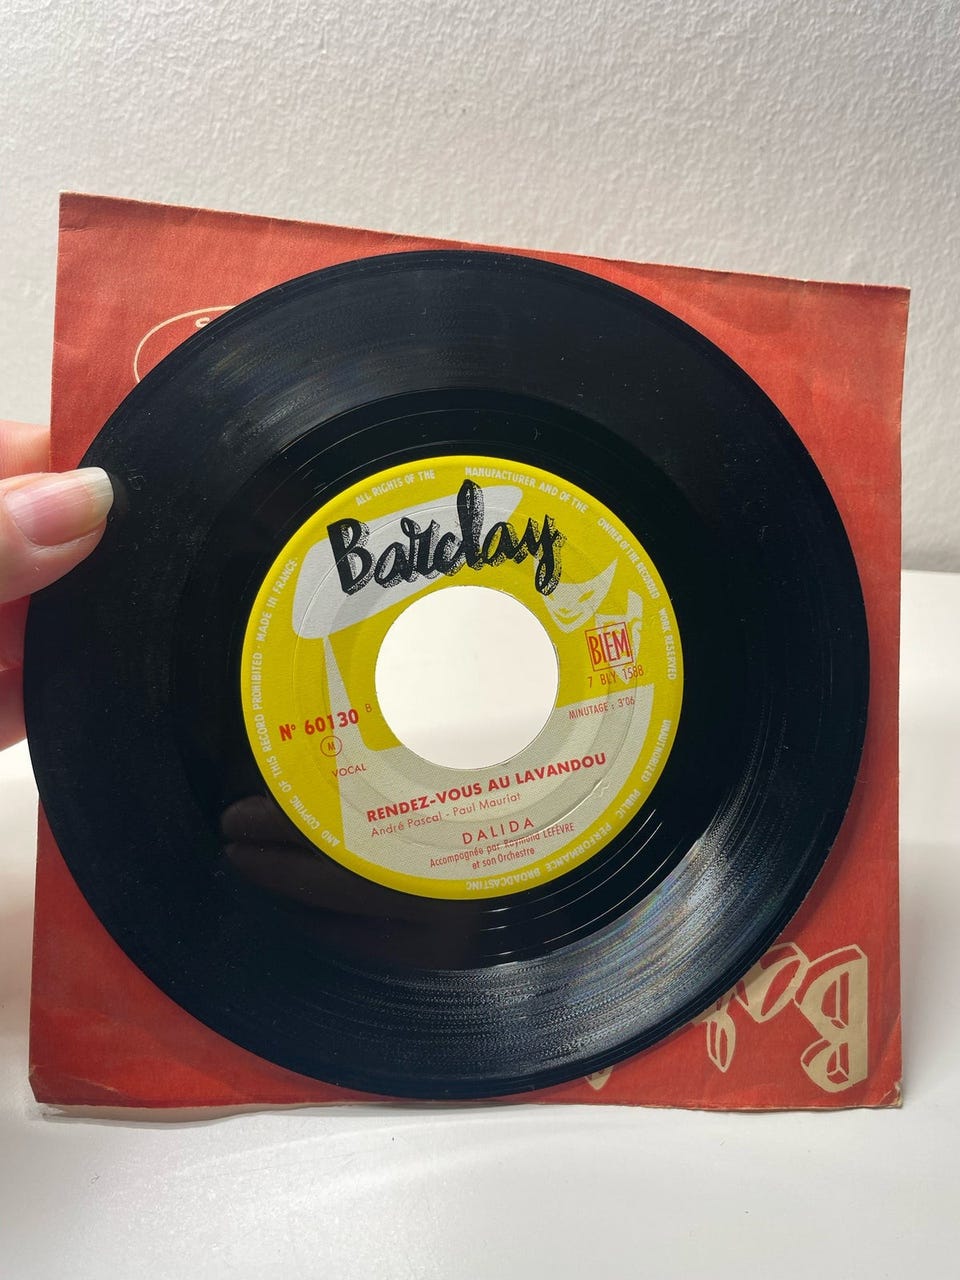 ALL RIGHTS OF THE MANUFACTURER AND OF THE OWNER OF THE RECORDED WORK RESERVED
UNAUTHORIZED PUBLIC PERFORMANCE BROADCASTING AND COPYING OF THIS RECORD PROHIBITED · MADE IN FRANCE
Barclay
BIEM
7 BLY 1588
MINUTAGE : 3'06
N° 60130 B
M
VOCAL
RENDEZ-VOUS AU LAVANDOU
André Pascal - Paul Mauriat
DALIDA
Accompagnée par Raymond LEFÈVRE
et son Orchestre